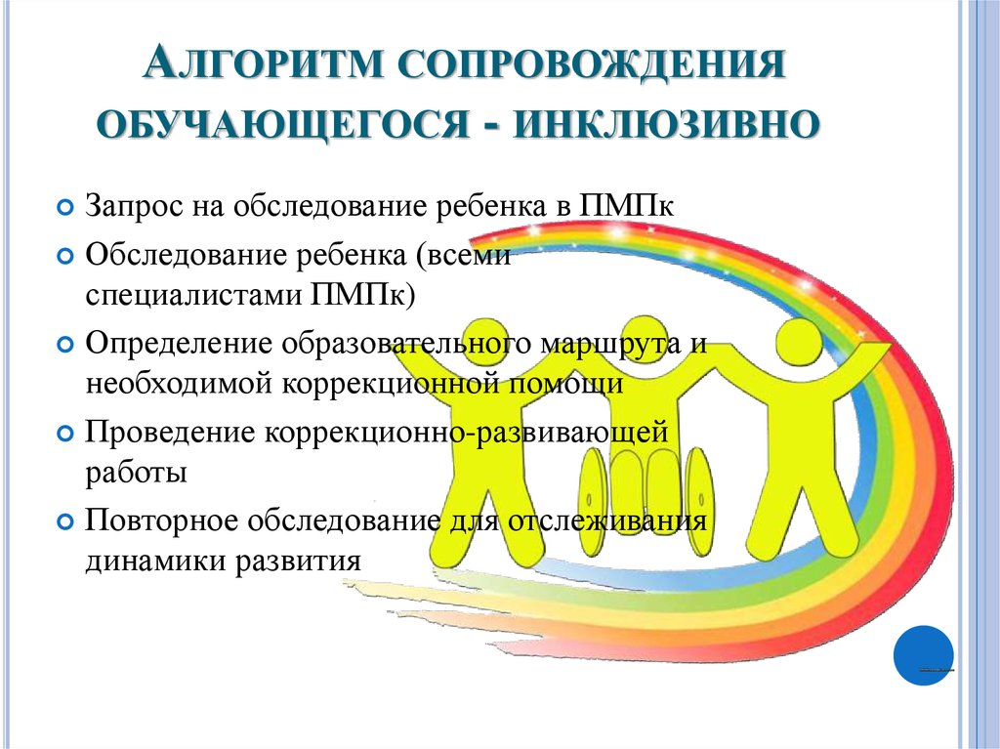 Алгоритм сопровождения
обучающегося - инклюзивно
Запрос на обследование ребенка в ПМПк
Обследование ребенка (всеми
специалистами ПМПк)
Определение образовательного маршрута и
необходимой коррекционной помощи
Проведение коррекционно-развивающей
работы
Повторное обследование для отслеживания
динамики развития